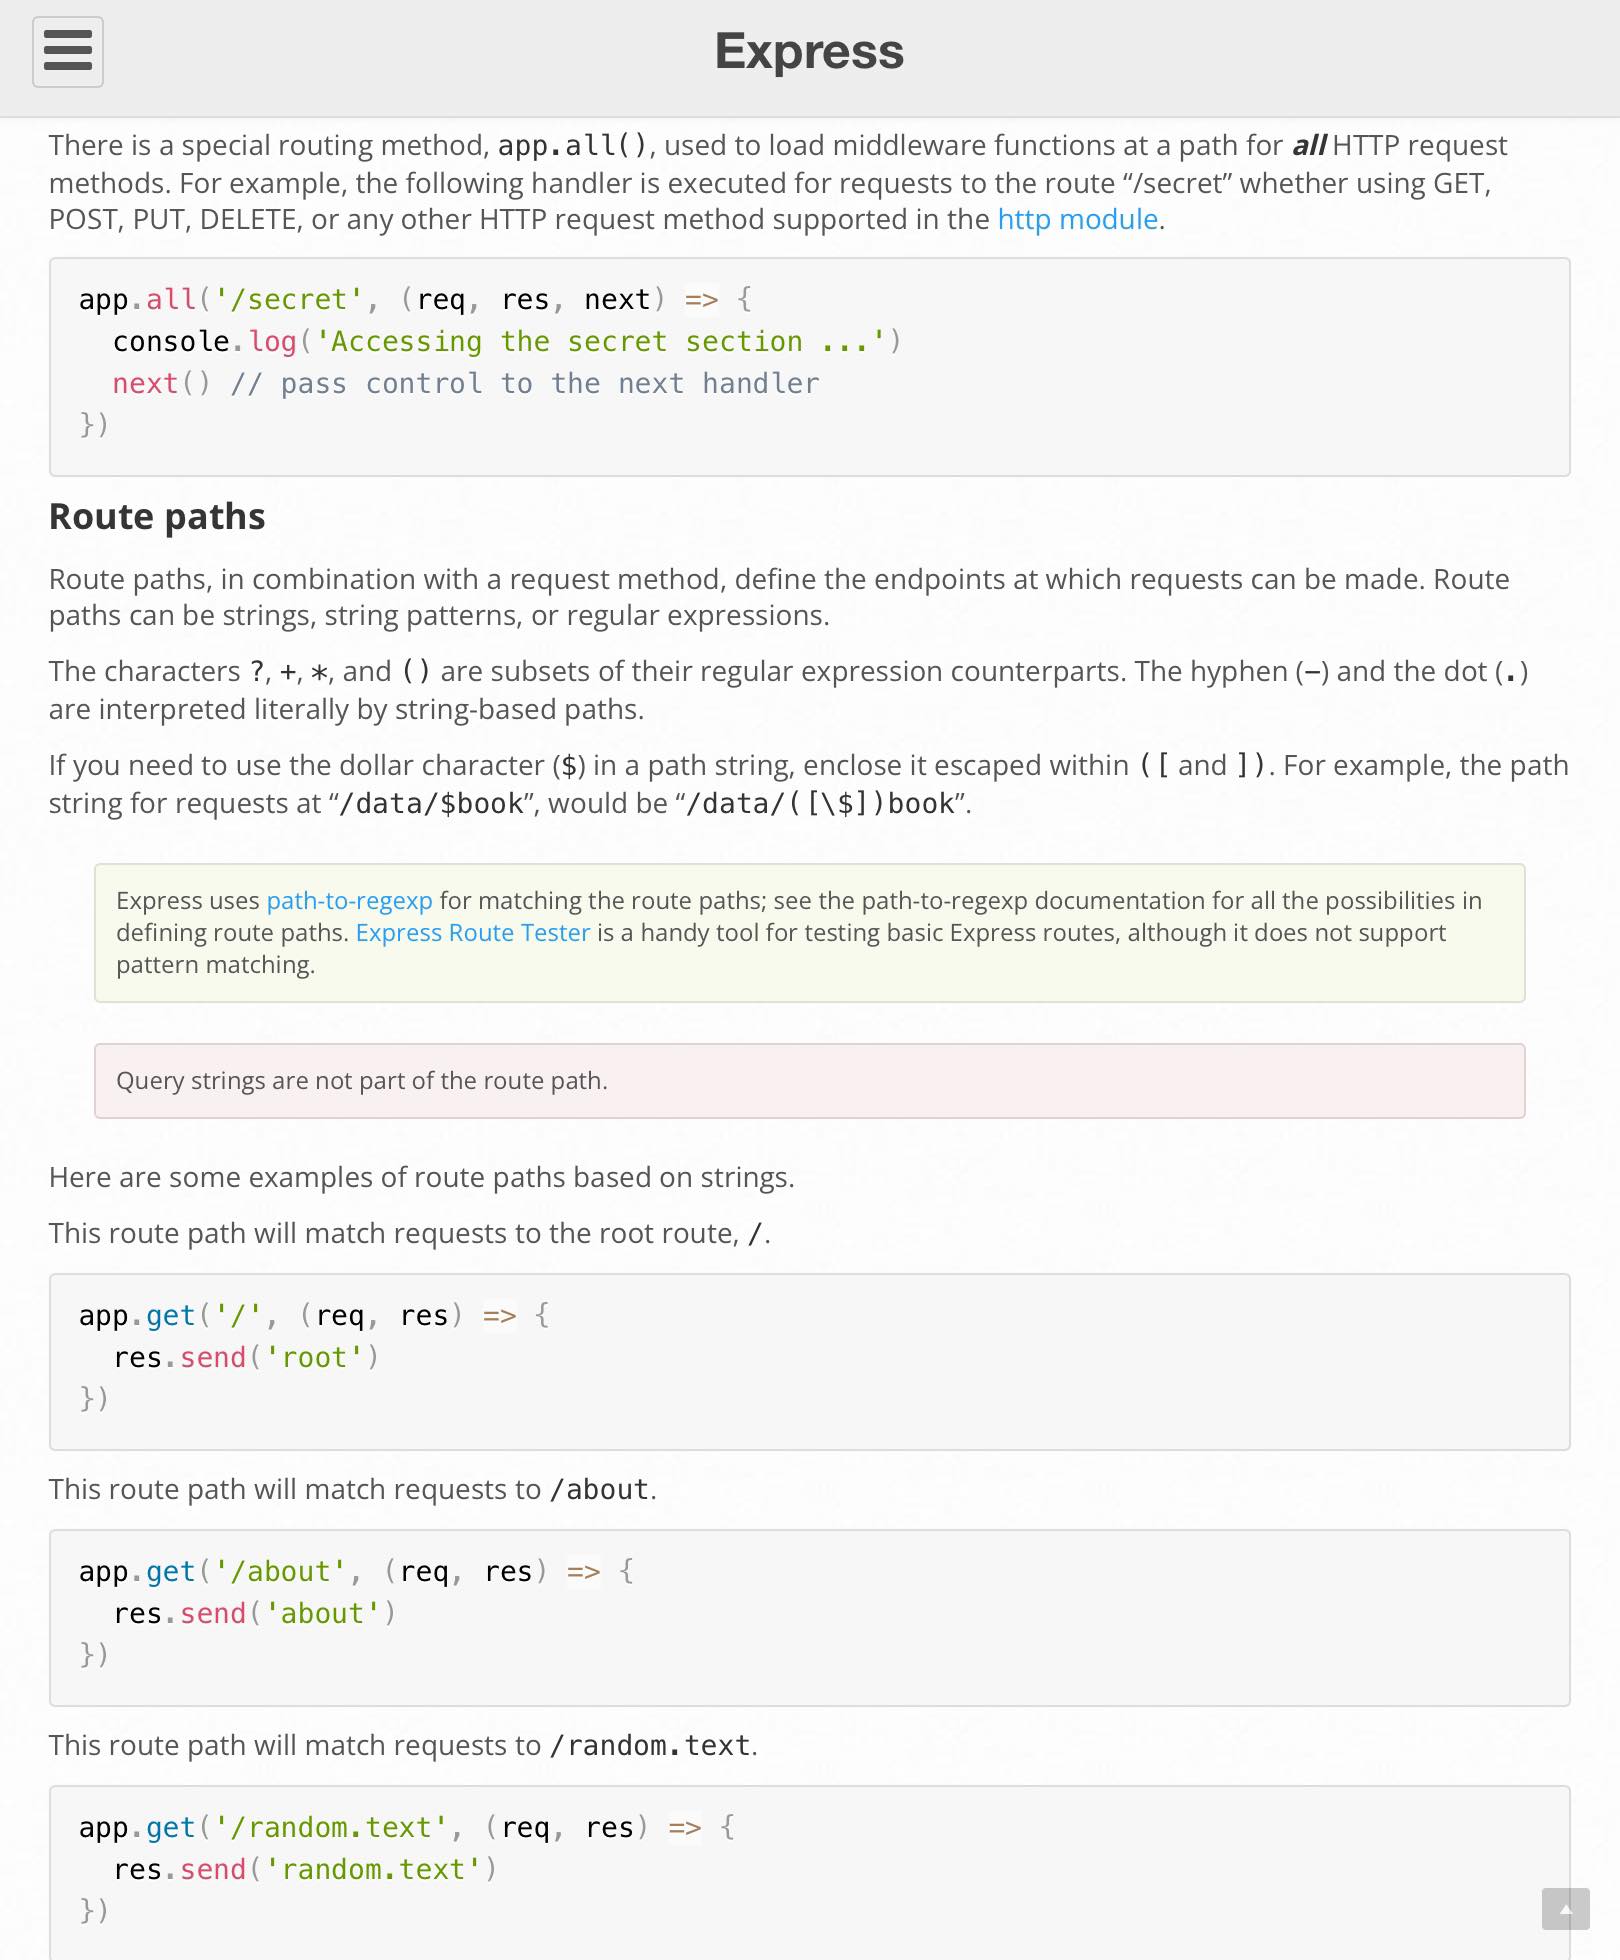 Express
There is a special routing method, app.all(), used to load middleware functions at a path for all HTTP request
methods. For example, the following handler is executed for requests to the route “/secret” whether using GET,
POST, PUT, DELETE, or any other HTTP request method supported in the http module.
app.all('/secret', (req, res, next) => {
  console.log('Accessing the secret section ...')
  next() // pass control to the next handler
})
Route paths
Route paths, in combination with a request method, define the endpoints at which requests can be made. Route
paths can be strings, string patterns, or regular expressions.
The characters ?, +, *, and () are subsets of their regular expression counterparts. The hyphen (-) and the dot (.)
are interpreted literally by string-based paths.
If you need to use the dollar character ($) in a path string, enclose it escaped within ([ and ]). For example, the path
string for requests at “/data/$book”, would be “/data/([\$])book”.
Express uses path-to-regexp for matching the route paths; see the path-to-regexp documentation for all the possibilities in
defining route paths. Express Route Tester is a handy tool for testing basic Express routes, although it does not support
pattern matching.
Query strings are not part of the route path.
Here are some examples of route paths based on strings.
This route path will match requests to the root route, /.
app.get('/', (req, res) => {
  res.send('root')
})
This route path will match requests to /about.
app.get('/about', (req, res) => {
  res.send('about')
})
This route path will match requests to /random.text.
app.get('/random.text', (req, res) => {
  res.send('random.text')
})